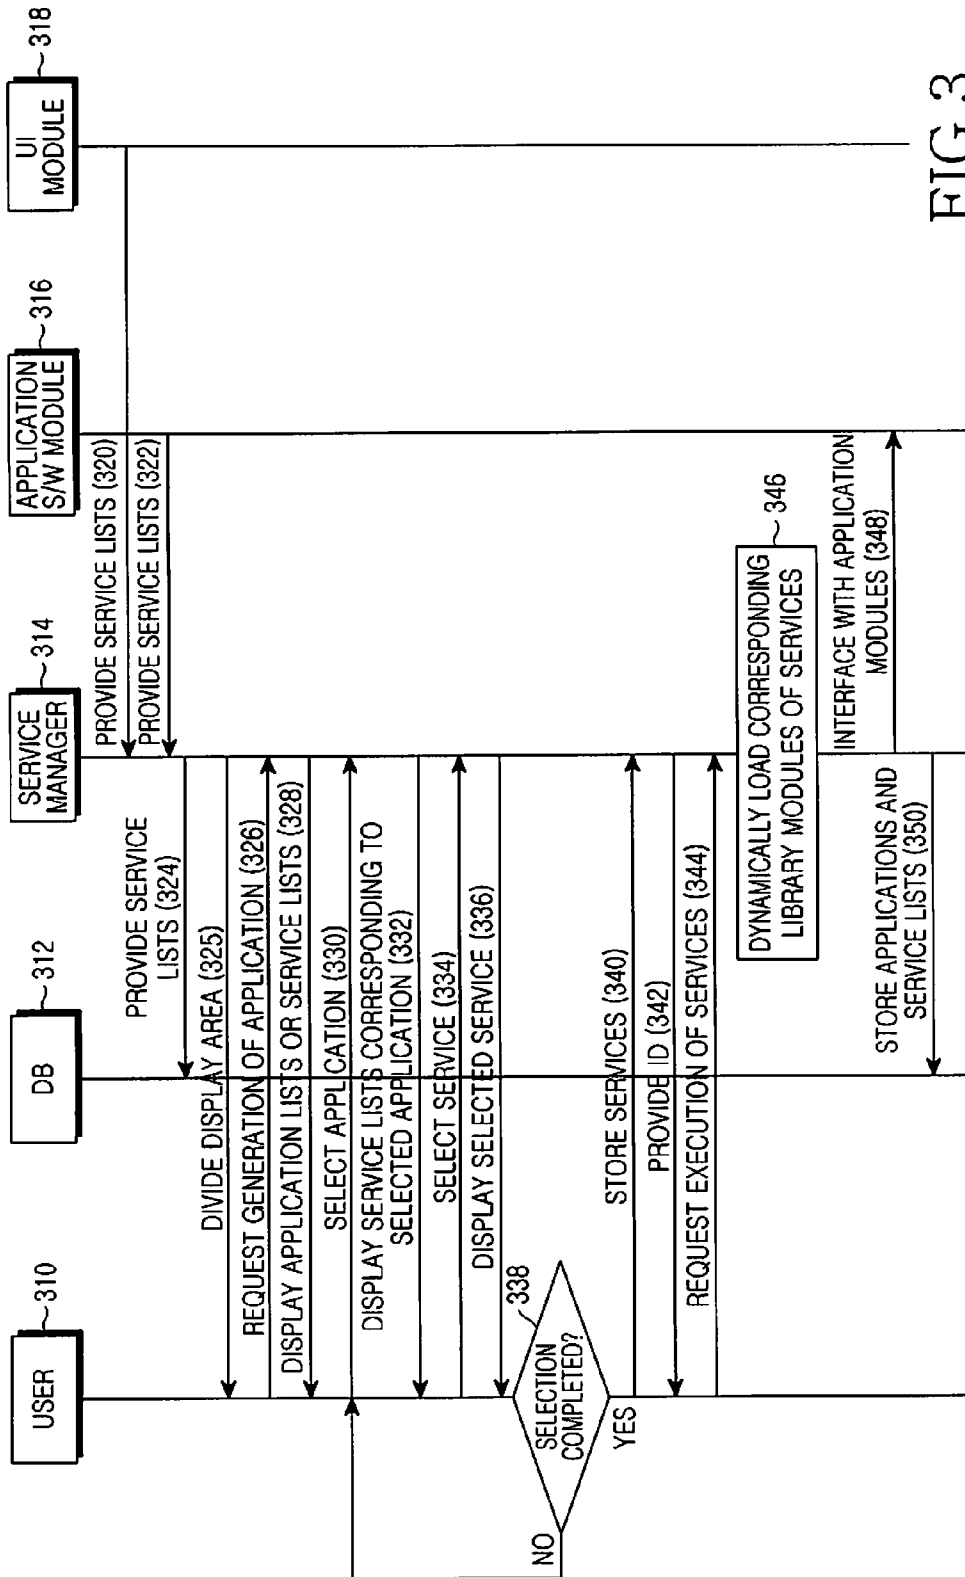 USER
310
DB
312
SERVICE
MANAGER
314
APPLICATION
S/W MODULE
316
UI
MODULE
318
PROVIDE SERVICE LISTS (320)
PROVIDE SERVICE LISTS (322)
PROVIDE SERVICE
LISTS (324)
DIVIDE DISPLAY AREA (325)
REQUEST GENERATION OF APPLICATION (326)
DISPLAY APPLICATION LISTS OR SERVICE LISTS (328)
SELECT APPLICATION (330)
DISPLAY SERVICE LISTS CORRESPONDING TO
SELECTED APPLICATION (332)
SELECT SERVICE (334)
DISPLAY SELECTED SERVICE (336)
338
SELECTION
COMPLETED?
NO
YES
STORE SERVICES (340)
PROVIDE ID (342)
REQUEST EXECUTION OF SERVICES (344)
346
DYNAMICALLY LOAD CORRESPONDING
LIBRARY MODULES OF SERVICES
INTERFACE WITH APPLICATION
MODULES (348)
STORE APPLICATIONS AND
SERVICE LISTS (350)
FIG.3